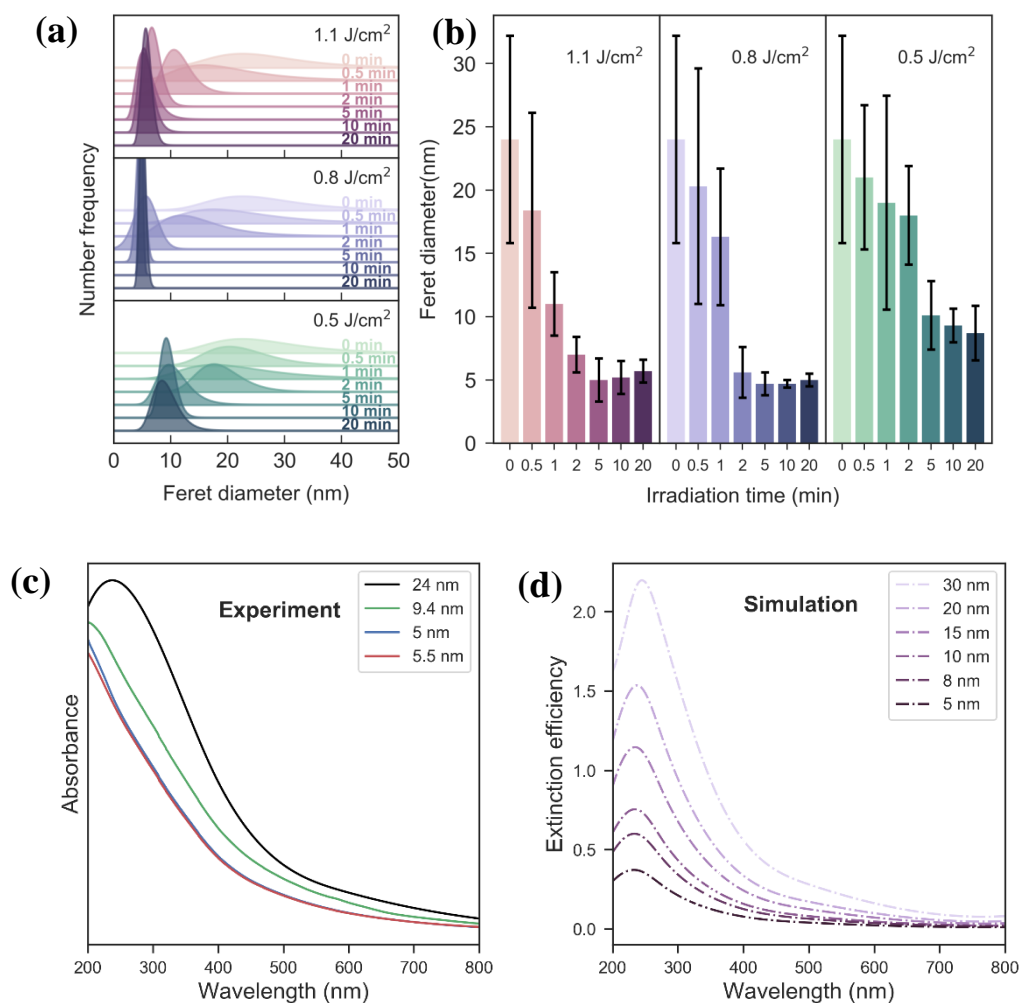 (a)
Number frequency
1.1 J/cm²
0 min
0.5 min
1 min
2 min
5 min
10 min
20 min
0.8 J/cm²
0 min
0.5 min
1 min
2 min
5 min
10 min
20 min
0.5 J/cm²
0 min
0.5 min
1 min
2 min
5 min
10 min
20 min
0 10 20 30 40 50
Feret diameter (nm)
(b)
Feret diameter(nm)
30
25
20
15
10
5
0
1.1 J/cm² 0.8 J/cm² 0.5 J/cm²
0 0.5 1 2 5 10 20 0 0.5 1 2 5 10 20 0 0.5 1 2 5 10 20
Irradiation time (min)
(c)
Absorbance
Experiment
24 nm
9.4 nm
5 nm
5.5 nm
200 300 400 500 600 700 800
Wavelength (nm)
(d)
Extinction efficiency
2.0
1.5
1.0
0.5
0.0
Simulation
30 nm
20 nm
15 nm
10 nm
8 nm
5 nm
200 300 400 500 600 700 800
Wavelength (nm)